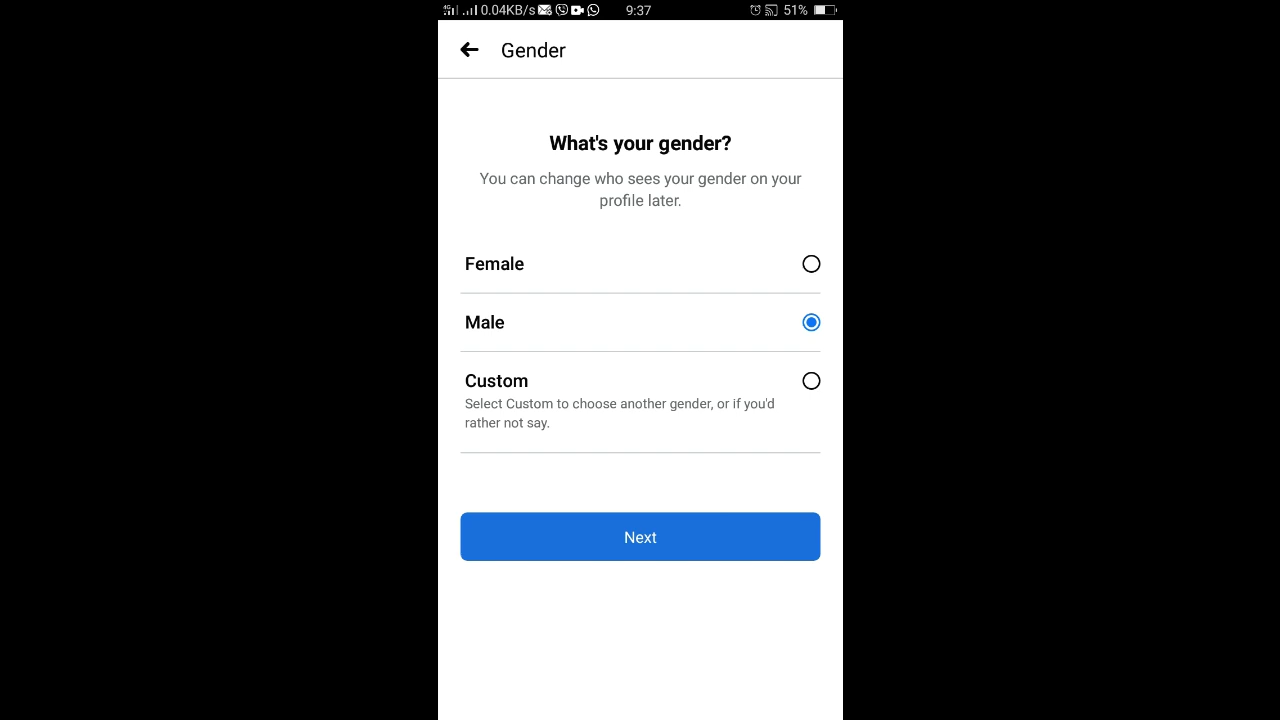 4G 0.04KB/s 9:37 51%
Gender
What's your gender?
You can change who sees your gender on your
profile later.
Female
Male
Custom
Select Custom to choose another gender, or if you'd
rather not say.
Next